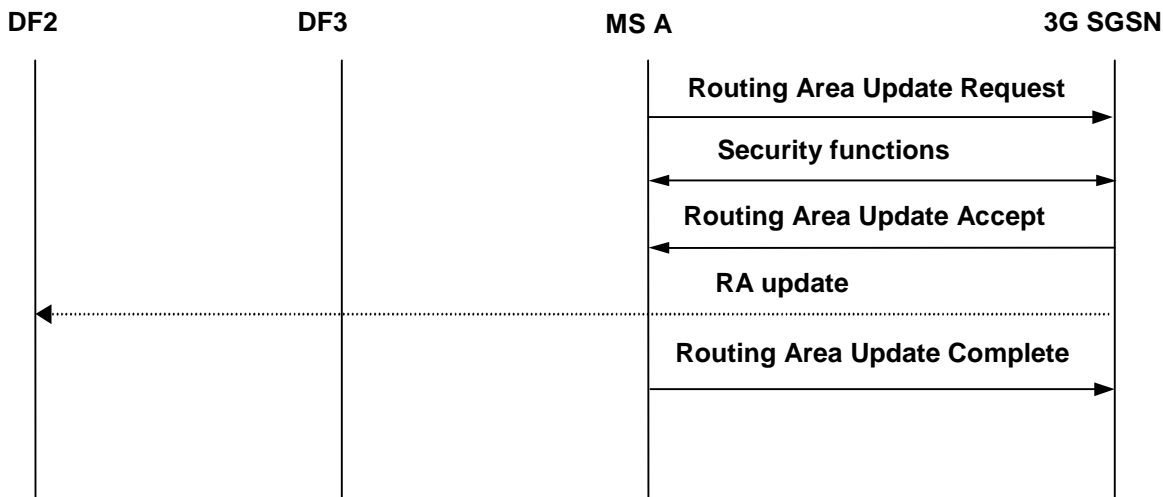 DF2
DF3
MS A
3G SGSN
Routing Area Update Request
Security functions
Routing Area Update Accept
RA update
Routing Area Update Complete